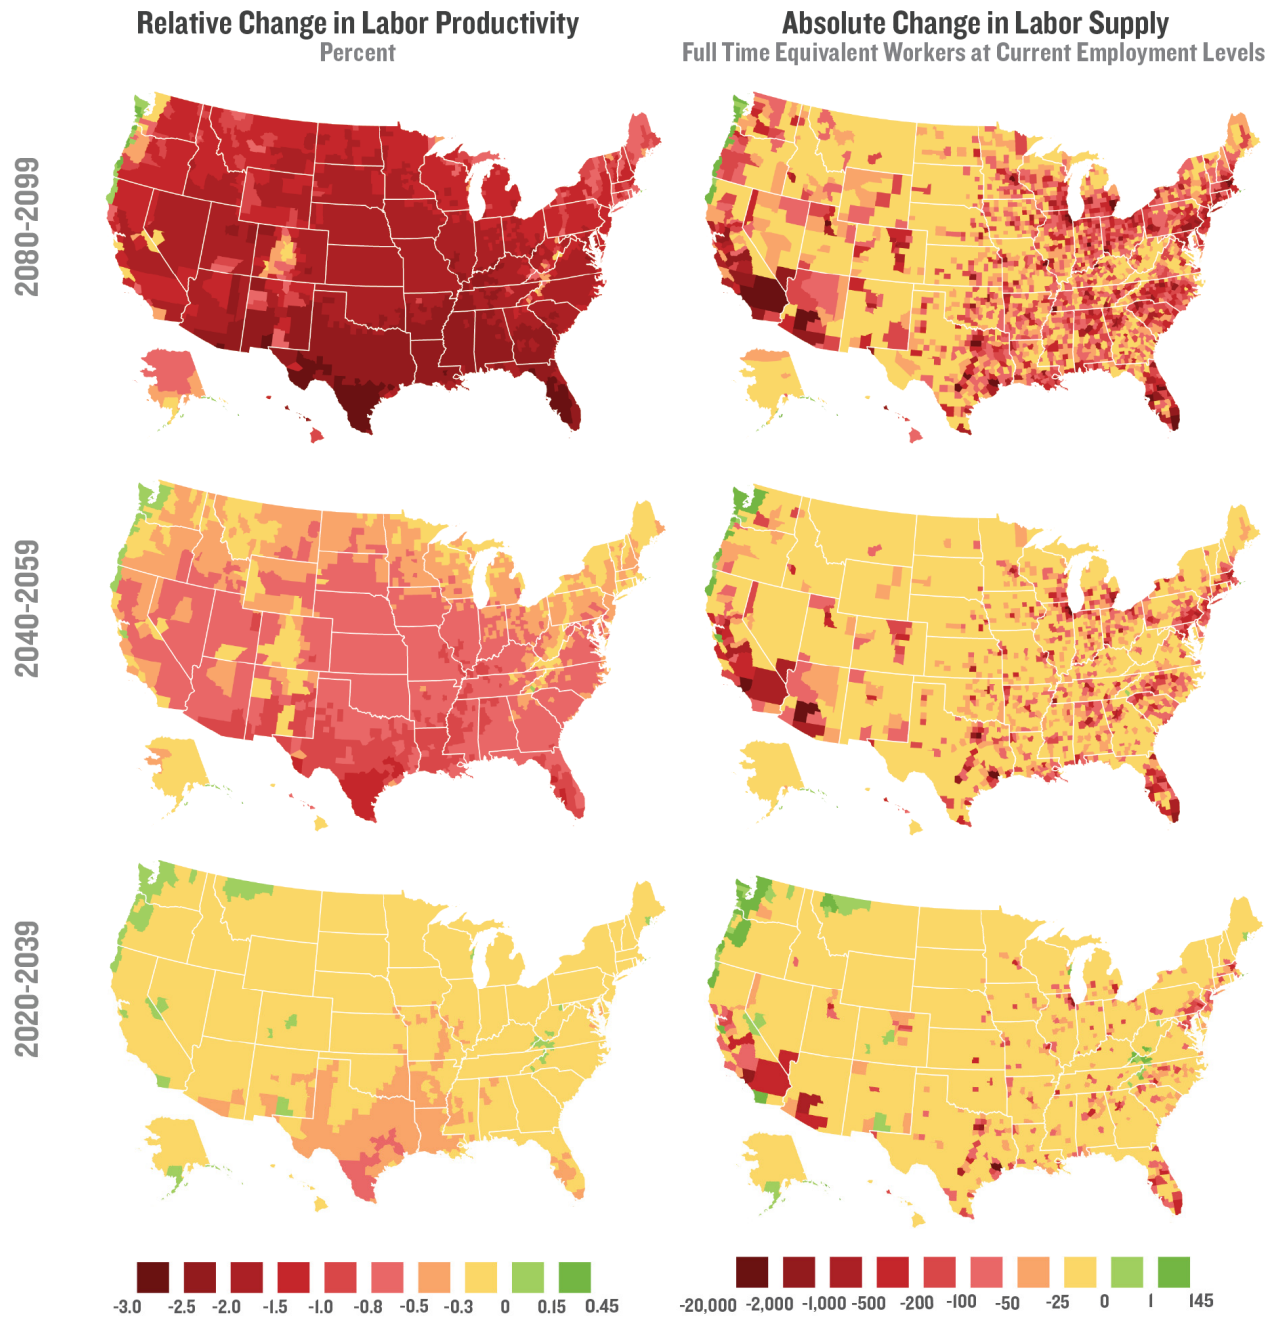 Relative Change in Labor Productivity
Percent
Absolute Change in Labor Supply
Full Time Equivalent Workers at Current Employment Levels
2080-2099
2040-2059
2020-2039
-3.0 -2.5 -2.0 -1.5 -1.0 -0.8 -0.5 -0.3 0 0.15 0.45
-20,000 -2,000 -1,000 -500 -200 -100 -50 -25 0 1 145